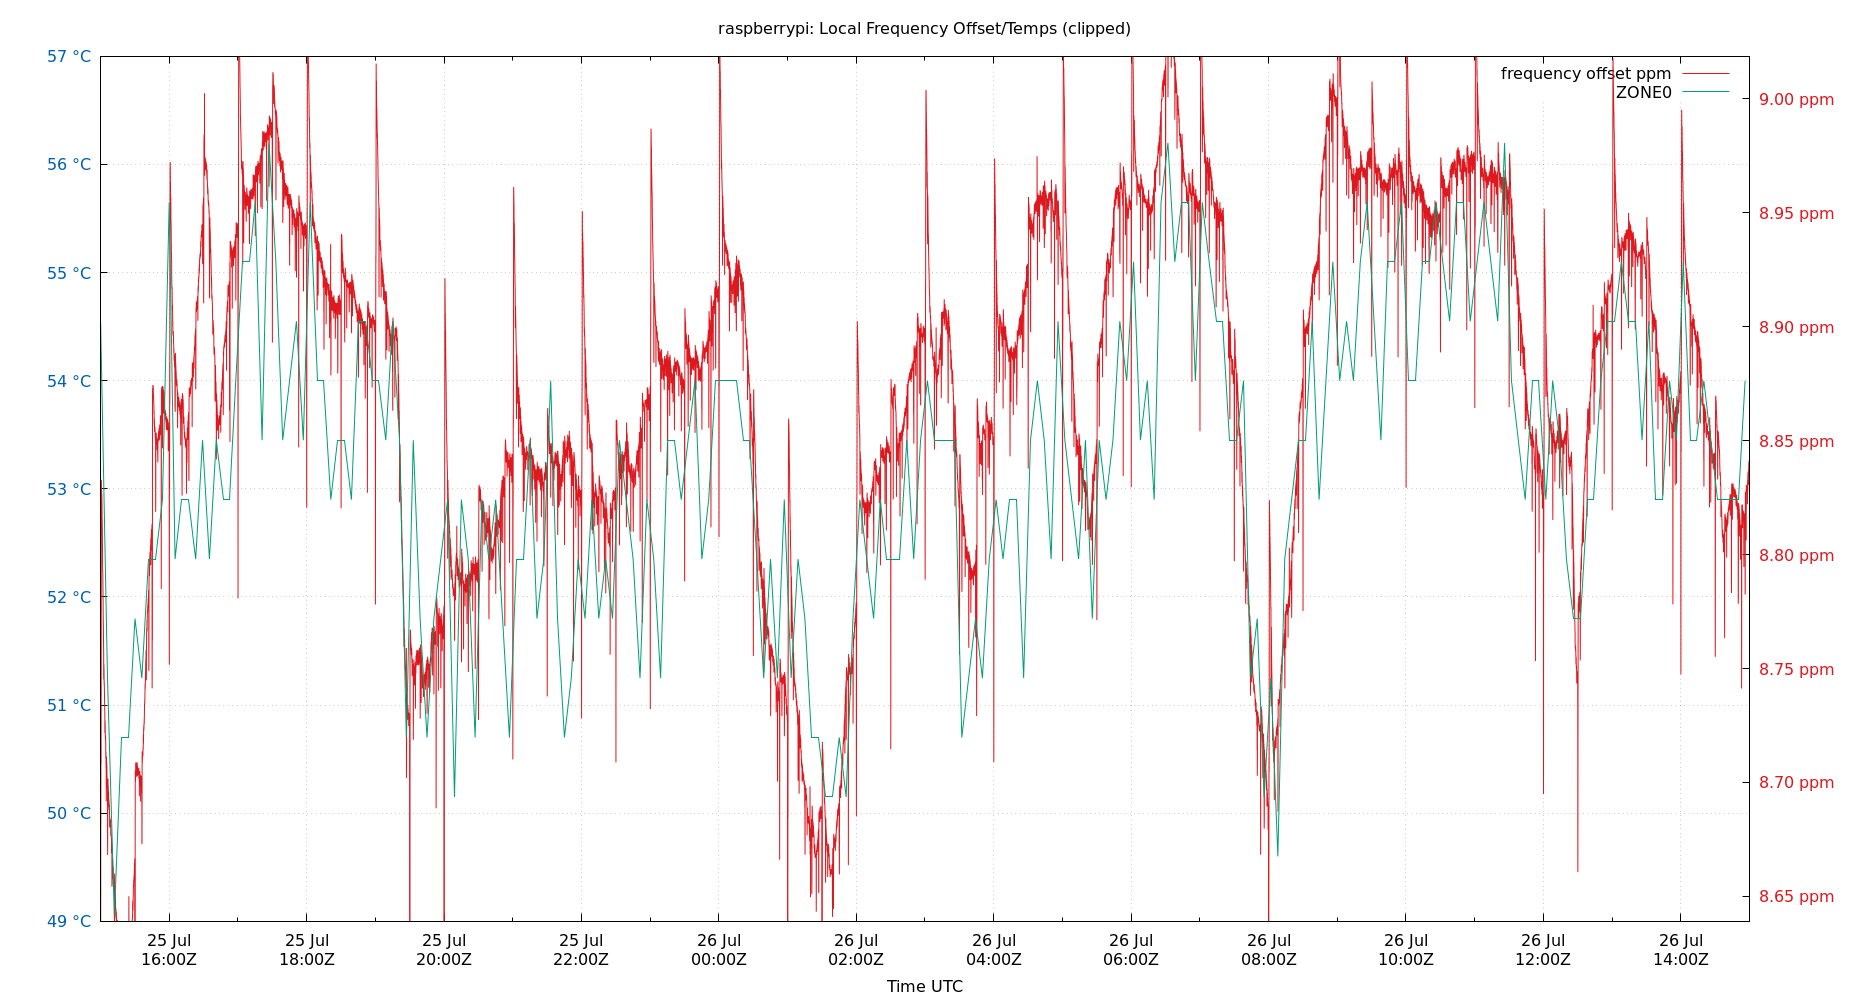 raspberrypi: Local Frequency Offset/Temps (clipped)
57 °C
56 °C
55 °C
54 °C
53 °C
52 °C
51 °C
50 °C
49 °C
frequency offset ppm
ZONE0
9.00 ppm
8.95 ppm
8.90 ppm
8.85 ppm
8.80 ppm
8.75 ppm
8.70 ppm
8.65 ppm
25 Jul 25 Jul 25 Jul 25 Jul 26 Jul 26 Jul 26 Jul 26 Jul 26 Jul 26 Jul 26 Jul 26 Jul
16:00Z 18:00Z 20:00Z 22:00Z 00:00Z 02:00Z 04:00Z 06:00Z 08:00Z 10:00Z 12:00Z 14:00Z
Time UTC